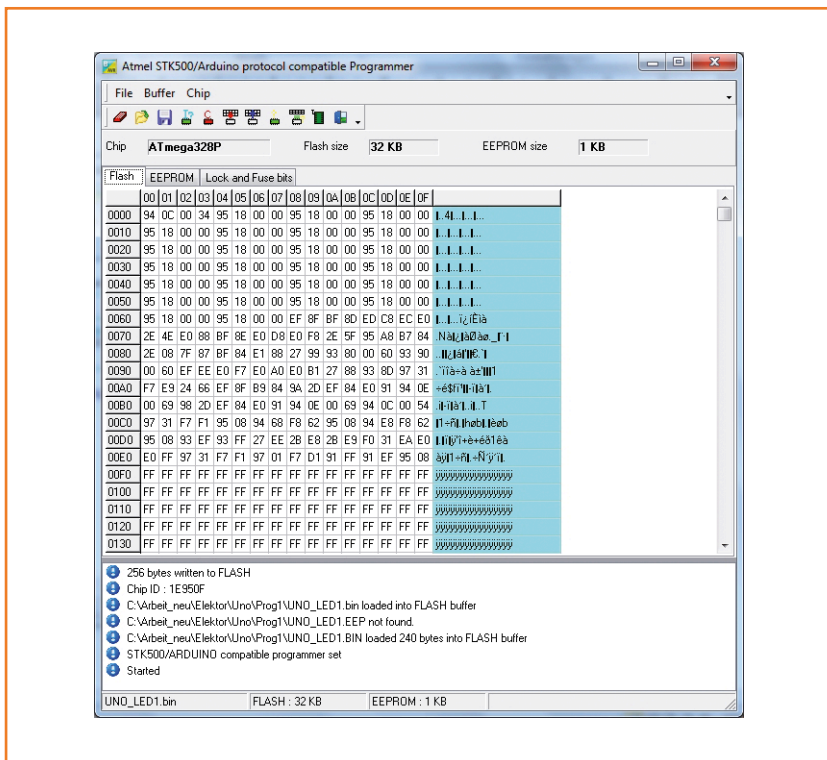 Atmel STK500/Arduino protocol compatible Programmer
File Buffer Chip
Chip ATmega328P Flash size 32 KB EEPROM size 1 KB
Flash EEPROM Lock and Fuse bits
00 01 02 03 04 05 06 07 08 09 0A 0B 0C 0D 0E 0F
0000 94 0C 00 34 95 18 00 00 95 18 00 00 95 18 00 00
0010 95 18 00 00 95 18 00 00 95 18 00 00 95 18 00 00
0020 95 18 00 00 95 18 00 00 95 18 00 00 95 18 00 00
0030 95 18 00 00 95 18 00 00 95 18 00 00 95 18 00 00
0040 95 18 00 00 95 18 00 00 95 18 00 00 95 18 00 00
0050 95 18 00 00 95 18 00 00 95 18 00 00 95 18 00 00
0060 95 18 00 00 95 18 00 00 EF 8F BF 8D ED C8 EC E0
0070 2E 4E E0 88 BF 8E E0 D8 E0 F8 2E 5F 95 A8 B7 84
0080 2E 08 7F 87 BF 84 E1 88 27 99 93 80 00 60 93 90
0090 00 60 EF EE E0 F7 E0 A0 E0 B1 27 88 93 8D 97 31
00A0 F7 E9 24 66 EF 8F B9 84 9A 2D EF 84 E0 91 94 0E
00B0 00 69 98 2D EF 84 E0 91 94 0E 00 69 94 0C 00 54
00C0 97 31 F7 F1 95 08 94 68 F8 62 95 08 94 E8 F8 62
00D0 95 08 93 EF 93 FF 27 EE 2B E8 2B E9 F0 31 EA E0
00E0 E0 FF 97 31 F7 F1 97 01 F7 D1 91 FF 91 EF 95 08
00F0 FF FF FF FF FF FF FF FF FF FF FF FF FF FF FF FF ÿÿÿÿÿÿÿÿÿÿÿÿÿÿÿÿ
0100 FF FF FF FF FF FF FF FF FF FF FF FF FF FF FF FF ÿÿÿÿÿÿÿÿÿÿÿÿÿÿÿÿ
0110 FF FF FF FF FF FF FF FF FF FF FF FF FF FF FF FF ÿÿÿÿÿÿÿÿÿÿÿÿÿÿÿÿ
0120 FF FF FF FF FF FF FF FF FF FF FF FF FF FF FF FF ÿÿÿÿÿÿÿÿÿÿÿÿÿÿÿÿ
0130 FF FF FF FF FF FF FF FF FF FF FF FF FF FF FF FF ÿÿÿÿÿÿÿÿÿÿÿÿÿÿÿÿ
256 bytes written to FLASH
Chip ID : 1E950F
C:\Arbeit_neu\Elektor\Uno\Prog1\UNO_LED1.bin loaded into FLASH buffer
C:\Arbeit_neu\Elektor\Uno\Prog1\UNO_LED1.EEP not found.
C:\Arbeit_neu\Elektor\Uno\Prog1\UNO_LED1.BIN loaded 240 bytes into FLASH buffer
STK500/ARDUINO compatible programmer set
Started
UNO_LED1.bin FLASH : 32 KB EEPROM : 1 KB